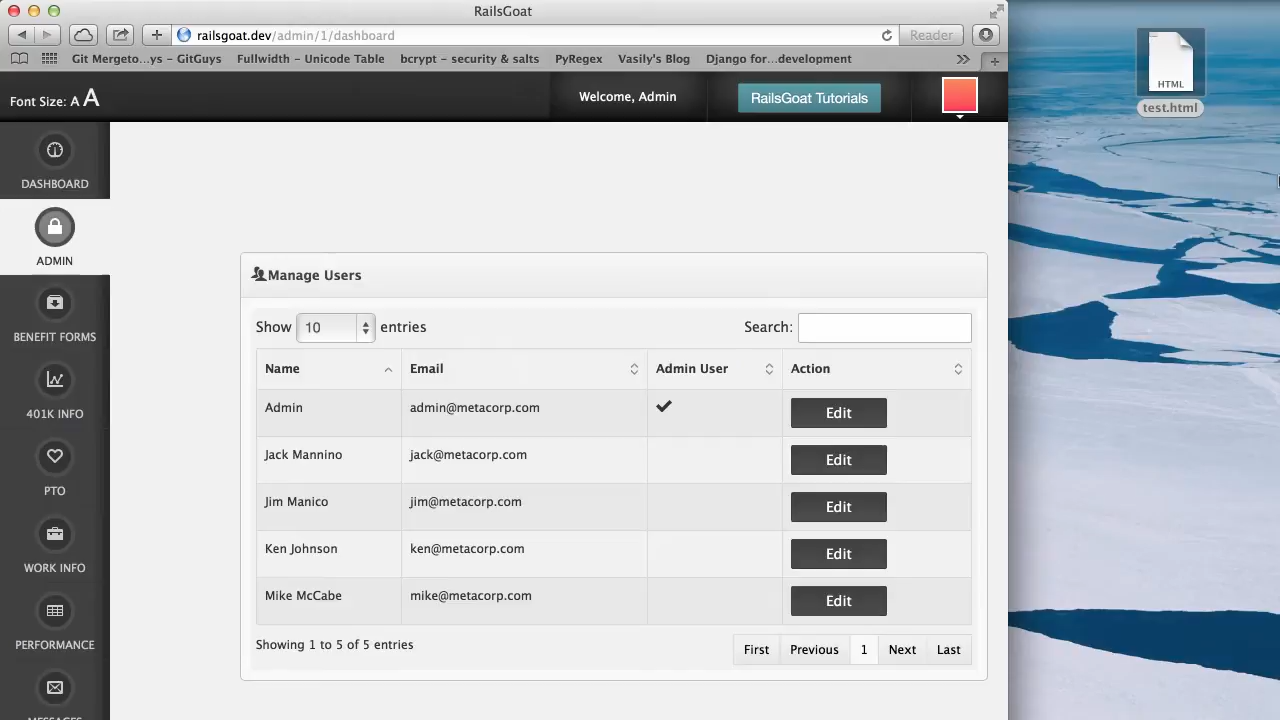 RailsGoat
railsgoat.dev/admin/1/dashboard
Reader
Git Mergeto...ys - GitGuys Fullwidth - Unicode Table bcrypt - security & salts PyRegex Vasily's Blog Django for...development
HTML
test.html
Font Size: A A
Welcome, Admin
RailsGoat Tutorials
DASHBOARD
ADMIN
BENEFIT FORMS
401K INFO
PTO
WORK INFO
PERFORMANCE
MESSAGES
Manage Users
Show 10 entries
Search:
Name Email Admin User Action
Admin admin@metacorp.com Edit
Jack Mannino jack@metacorp.com Edit
Jim Manico jim@metacorp.com Edit
Ken Johnson ken@metacorp.com Edit
Mike McCabe mike@metacorp.com Edit
Showing 1 to 5 of 5 entries
First Previous 1 Next Last